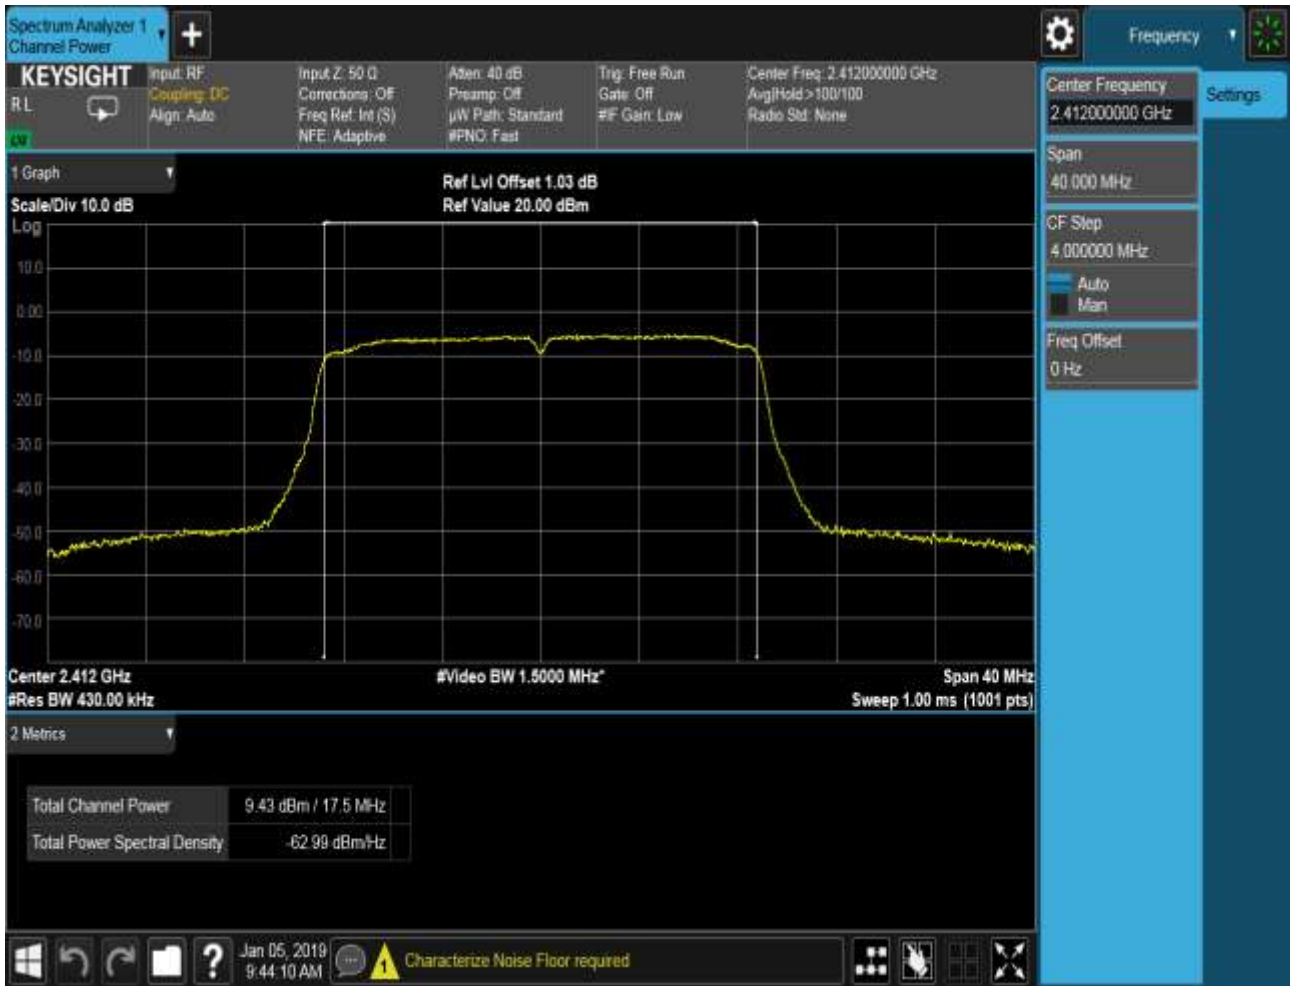 Spectrum Analyzer 1
Channel Power
Frequency
KEYSIGHT
R L
Input: RF
Coupling: DC
Align: Auto
Input Z: 50 Ω
Corrections: Off
Freq Ref: Int (S)
NFE: Adaptive
Atten: 40 dB
Preamp: Off
µW Path: Standard
#PNO: Fast
Trig: Free Run
Gate: Off
#IF Gain: Low
Center Freq: 2.412000000 GHz
Avg|Hold:>100/100
Radio Std: None
Center Frequency
2.412000000 GHz
Settings
Span
40.000 MHz
CF Step
4.000000 MHz
Auto
Man
Freq Offset
0 Hz
1 Graph
Scale/Div 10.0 dB
Ref Lvl Offset 1.03 dB
Ref Value 20.00 dBm
Log
10.0
0.00
-10.0
-20.0
-30.0
-40.0
-50.0
-60.0
-70.0
Center 2.412 GHz
#Video BW 1.5000 MHz*
Span 40 MHz
#Res BW 430.00 kHz
Sweep 1.00 ms (1001 pts)
2 Metrics
Total Channel Power 9.43 dBm / 17.5 MHz
Total Power Spectral Density -62.99 dBm/Hz
?
Jan 05, 2019
9:44:10 AM
1
Characterize Noise Floor required